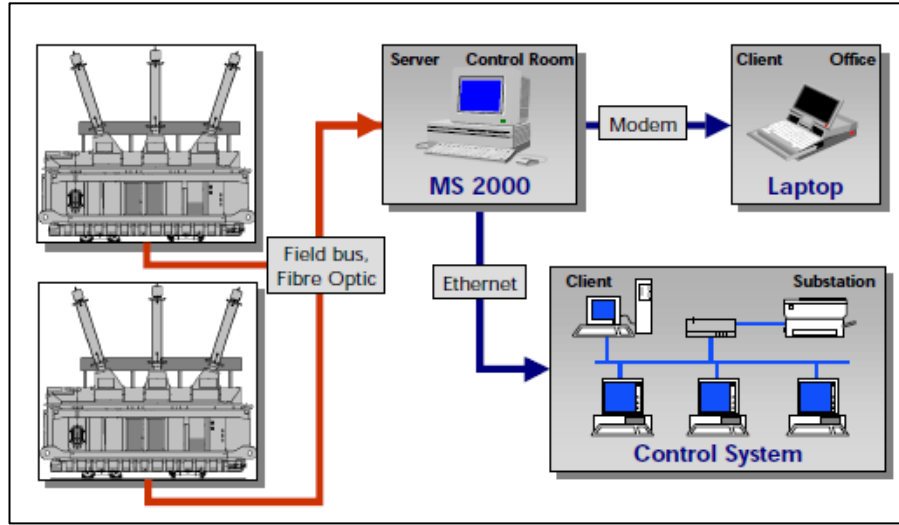 Server Control Room
MS 2000
Modem
Client Office
Laptop
Field bus,
Fibre Optic
Ethernet
Client Substation
Control System